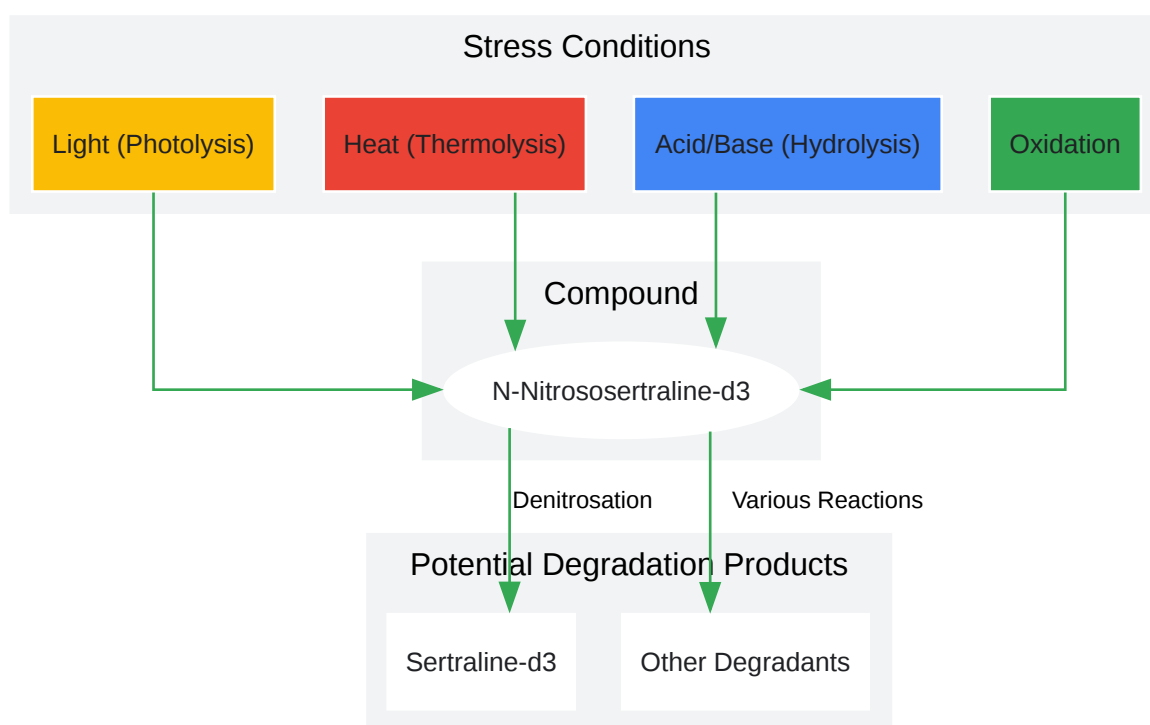 Stress Conditions
Light (Photolysis)
Heat (Thermolysis)
Acid/Base (Hydrolysis)
Oxidation
Compound
N-Nitrososertraline-d3
Denitrosation
Various Reactions
Potential Degradation Products
Sertraline-d3
Other Degradants